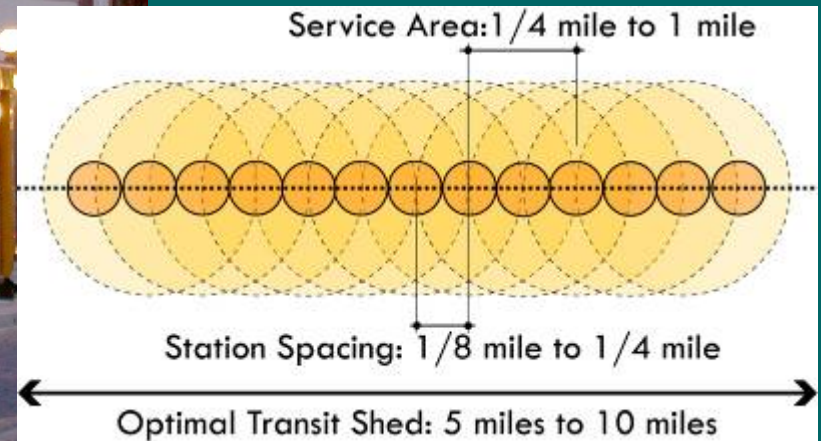 Service Area:1/4 mile to 1 mile
Station Spacing: 1/8 mile to 1/4 mile
Optimal Transit Shed: 5 miles to 10 miles